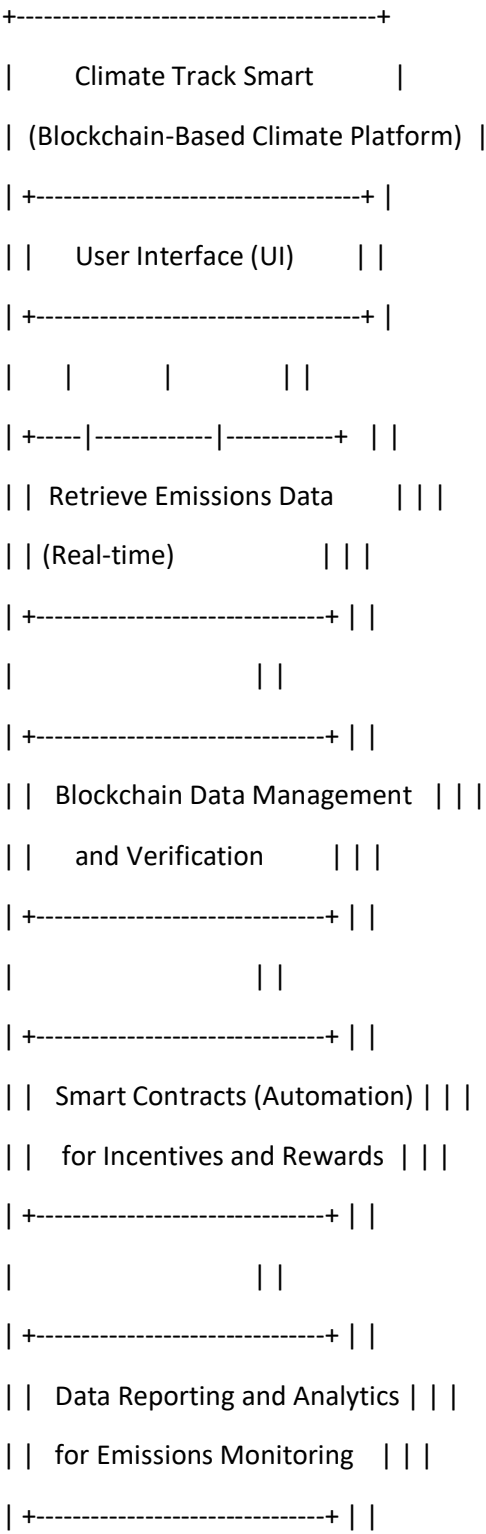 +---------------------------------------+
|       Climate Track Smart         |
|  (Blockchain-Based Climate Platform)  |
| +-----------------------------------+ |
| |      User Interface (UI)       | |
| +-----------------------------------+ |
|     |          |            | |
| +-----|-------------|------------+   | |
| |  Retrieve Emissions Data       | | |
| | (Real-time)                | | |
| +-------------------------------+ | |
|                         | |
| +-------------------------------+ | |
| |   Blockchain Data Management   | | |
| |     and Verification       | | |
| +-------------------------------+ | |
|                         | |
| +-------------------------------+ | |
| |   Smart Contracts (Automation) | | |
| |    for Incentives and Rewards  | | |
| +-------------------------------+ | |
|                         | |
| +-------------------------------+ | |
| |   Data Reporting and Analytics | | |
| |   for Emissions Monitoring   | | |
| +-------------------------------+ | |